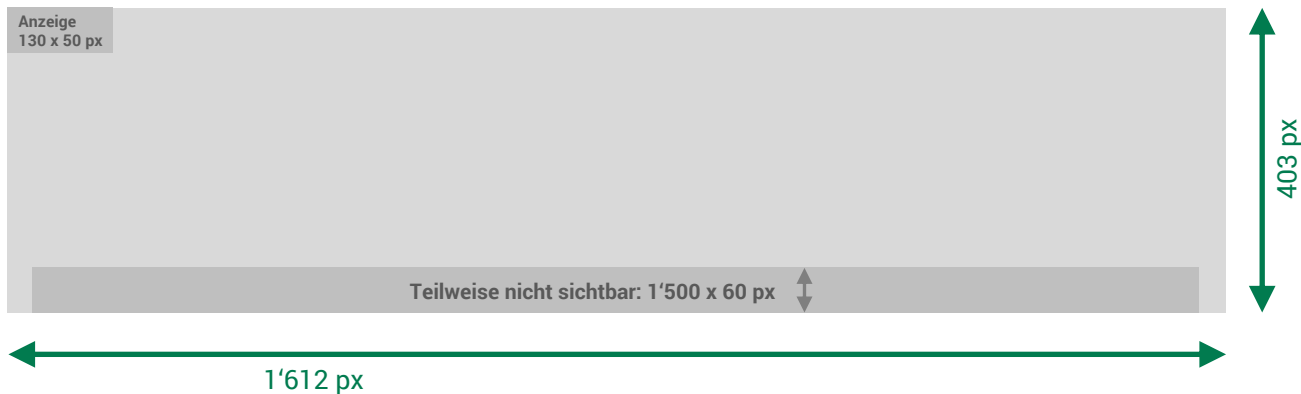 Anzeige
130 x 50 px
403 px
Teilweise nicht sichtbar: 1‘500 x 60 px
1‘612 px